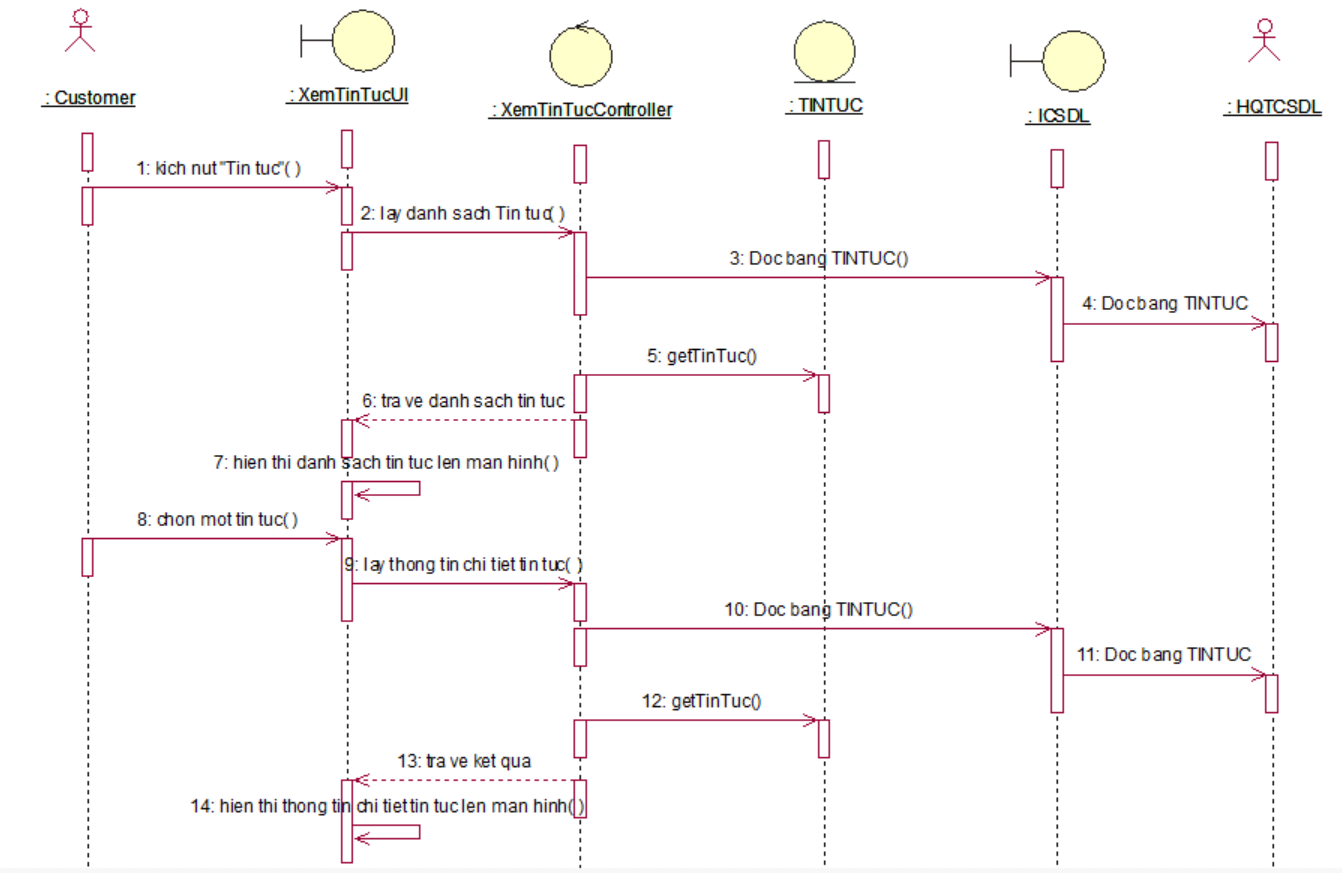 : Customer
: XemTinTucUI
: XemTinTucController
: TINTUC
: ICSDL
: HQTCSDL
1: kich nut "Tin tuc"( )
2: lay danh sach Tin tuc( )
3: Doc bang TINTUC()
4: Doc bang TINTUC
5: getTinTuc()
6: tra ve danh sach tin tuc
7: hien thi danh sach tin tuc len man hinh( )
8: chon mot tin tuc( )
9: lay thong tin chi tiet tin tuc( )
10: Doc bang TINTUC()
11: Doc bang TINTUC
12: getTinTuc()
13: tra ve ket qua
14: hien thi thong tin chi tiet tin tuc len man hinh( )